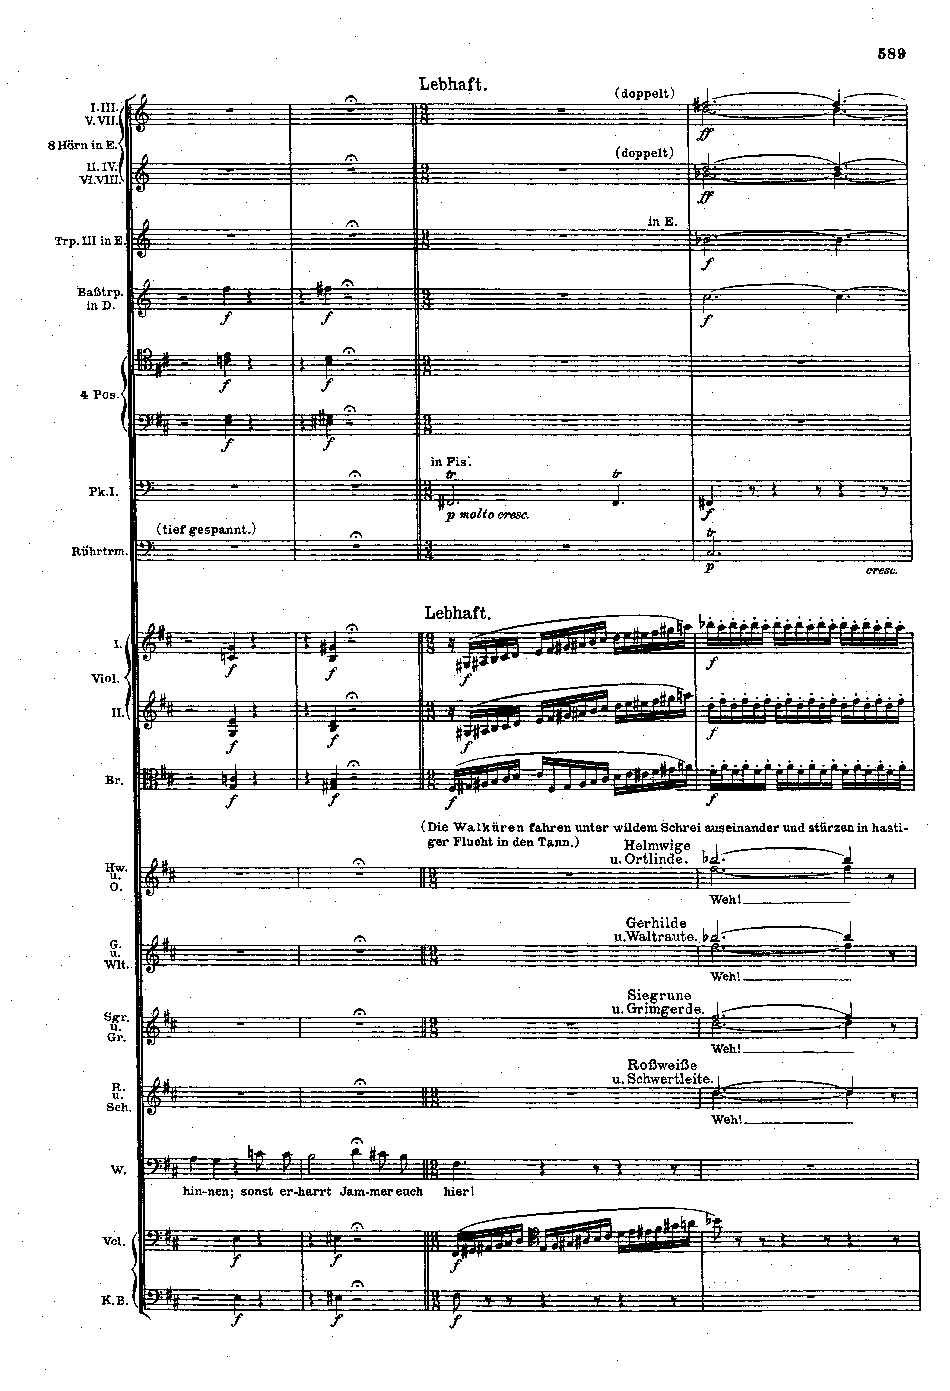 589
Lebhaft.
(doppelt)
I.III.
V.VII.
8 Hörn in E.
ff
(doppelt)
II. IV.
VI.VIII.
ff
in E.
Trp. III in E.
f
Baßtrp.
in D.
f f f
4 Pos.
f f
f f
in Fis.
tr tr
Pk.I.
p molto cresc. f
(tief gespannt.)
tr
Rührtrm.
p cresc.
Lebhaft.
I.
f f f f
Viol.
II.
f f f f
Br.
f f f f
(Die Walküren fahren unter wildem Schrei auseinander und stürzen in hasti-
ger Flucht in den Tann.)
Helmwige
u. Ortlinde.
Hw.
u.
O.
Weh!
Gerhilde
u. Waltraute.
G.
u.
Wlt.
Weh!
Siegrune
u. Grimgerde.
Sgr.
u.
Gr.
Weh!
Roßweiße
u. Schwertleite.
R.
u.
Sch.
Weh!
W.
hin-nen; sonst er-harrt Jam-mer euch hier!
Vcl.
f f f
K.B.
f f f